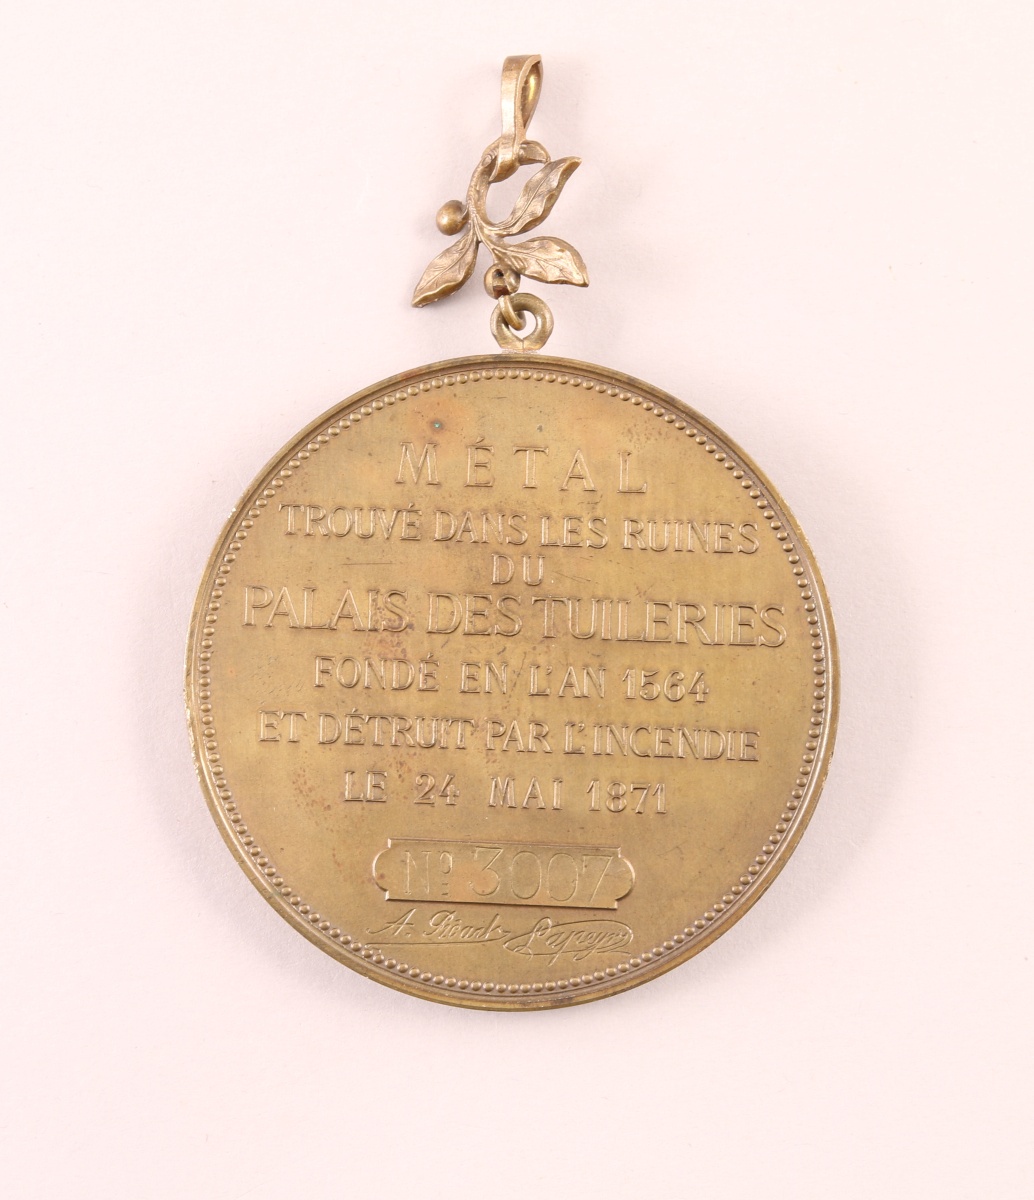 MÉTAL
TROUVÉ DANS LES RUINES
DU
PALAIS DES TUILERIES
FONDÉ EN L'AN 1564
ET DÉTRUIT PAR L'INCENDIE
LE 24 MAI 1871
No 3007
A.